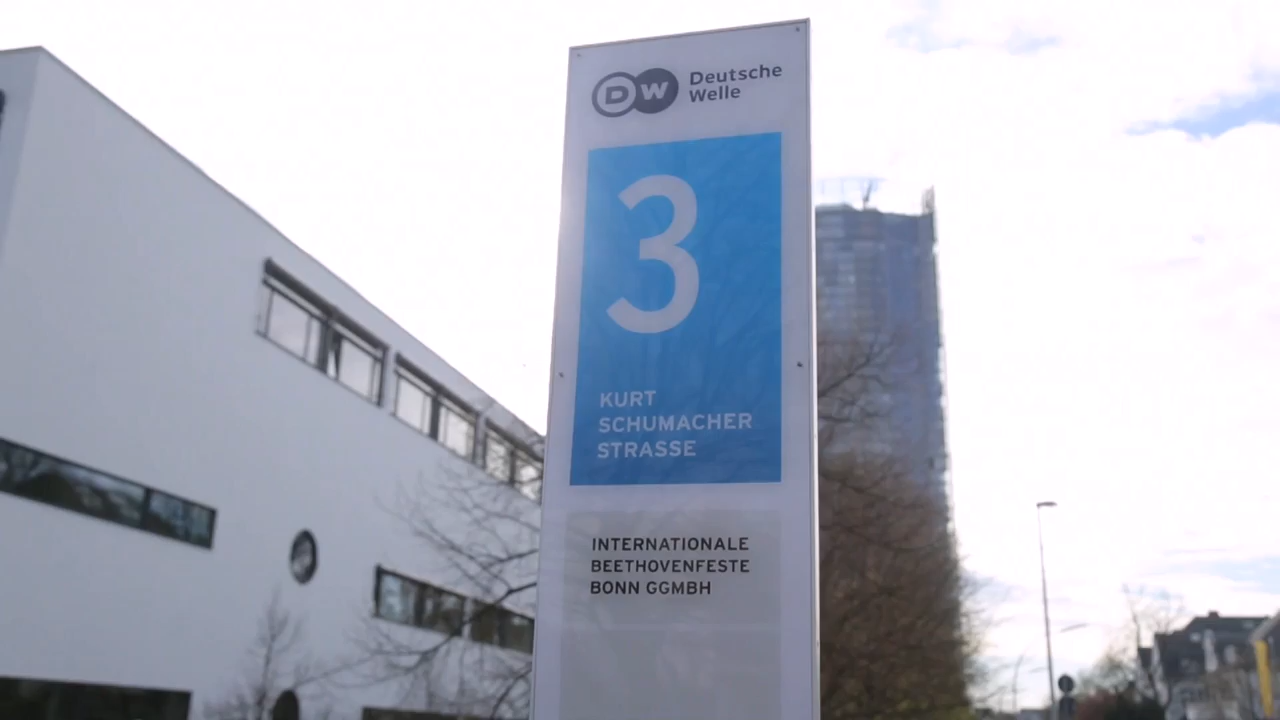 DW Deutsche
Welle
3
KURT
SCHUMACHER
STRASSE
INTERNATIONALE
BEETHOVENFESTE
BONN GGMBH